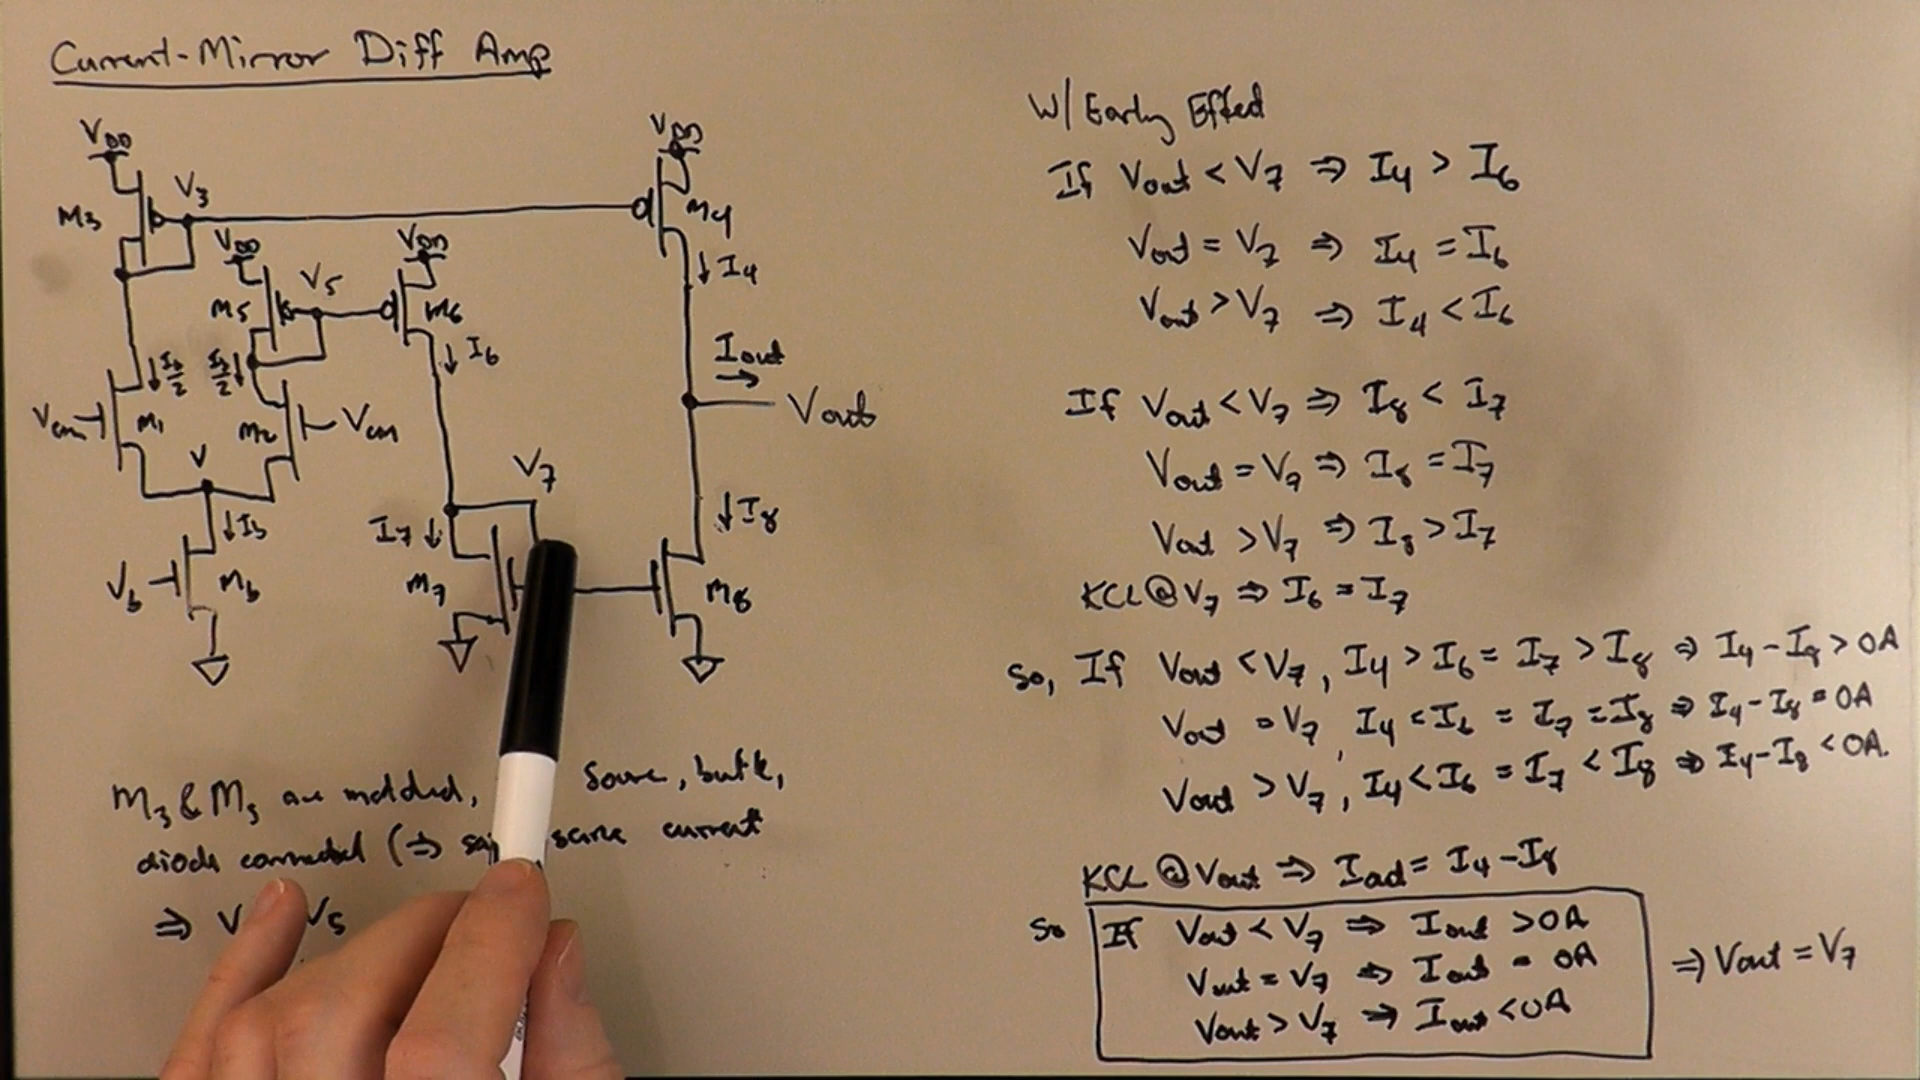 Current-Mirror Diff Amp
VDD
V3
M3
VDD
M4
↓ I4
VDD
V5
VDD
M5
M6
↓ I6
↓ Ib/2
Ib/2 ↓
Iout
→
Vout
Vcm
M1
M2
Vcm
V
V7
↓ Ib
I7 ↓
↓ I8
Vb
Mb
M7
M8
M3 & M5 are matched, source, bulk,
diode connected (⇒ same current
⇒ V V5
W/ Early Effect
If Vout < V7 ⇒ I4 > I6
Vout = V7 ⇒ I4 = I6
Vout > V7 ⇒ I4 < I6
If Vout < V7 ⇒ I8 < I7
Vout = V7 ⇒ I8 = I7
Vout > V7 ⇒ I8 > I7
KCL @ V7 ⇒ I6 = I7
So, If Vout < V7, I4 > I6 = I7 > I8 ⇒ I4 - I8 > 0A
Vout = V7, I4 = I6 = I7 = I8 ⇒ I4 - I8 = 0A
Vout > V7, I4 < I6 = I7 < I8 ⇒ I4 - I8 < 0A.
KCL @ Vout ⇒ Iout = I4 - I8
So If Vout < V7 ⇒ Iout > 0A
Vout = V7 ⇒ Iout = 0A ⇒ Vout = V7
Vout > V7 ⇒ Iout < 0A